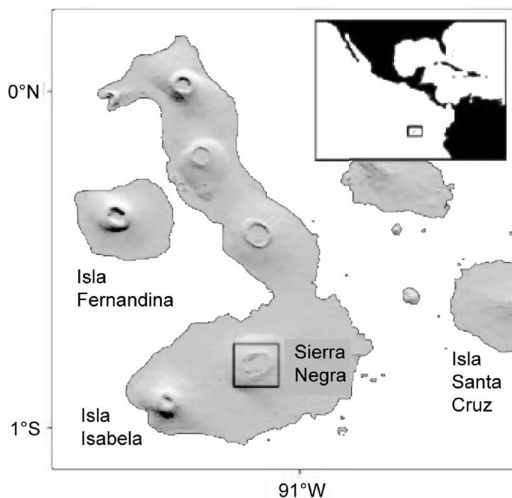 0°N
Isla
Fernandina
Sierra
Negra
Isla
Santa
Cruz
Isla
Isabela
1°S
91°W